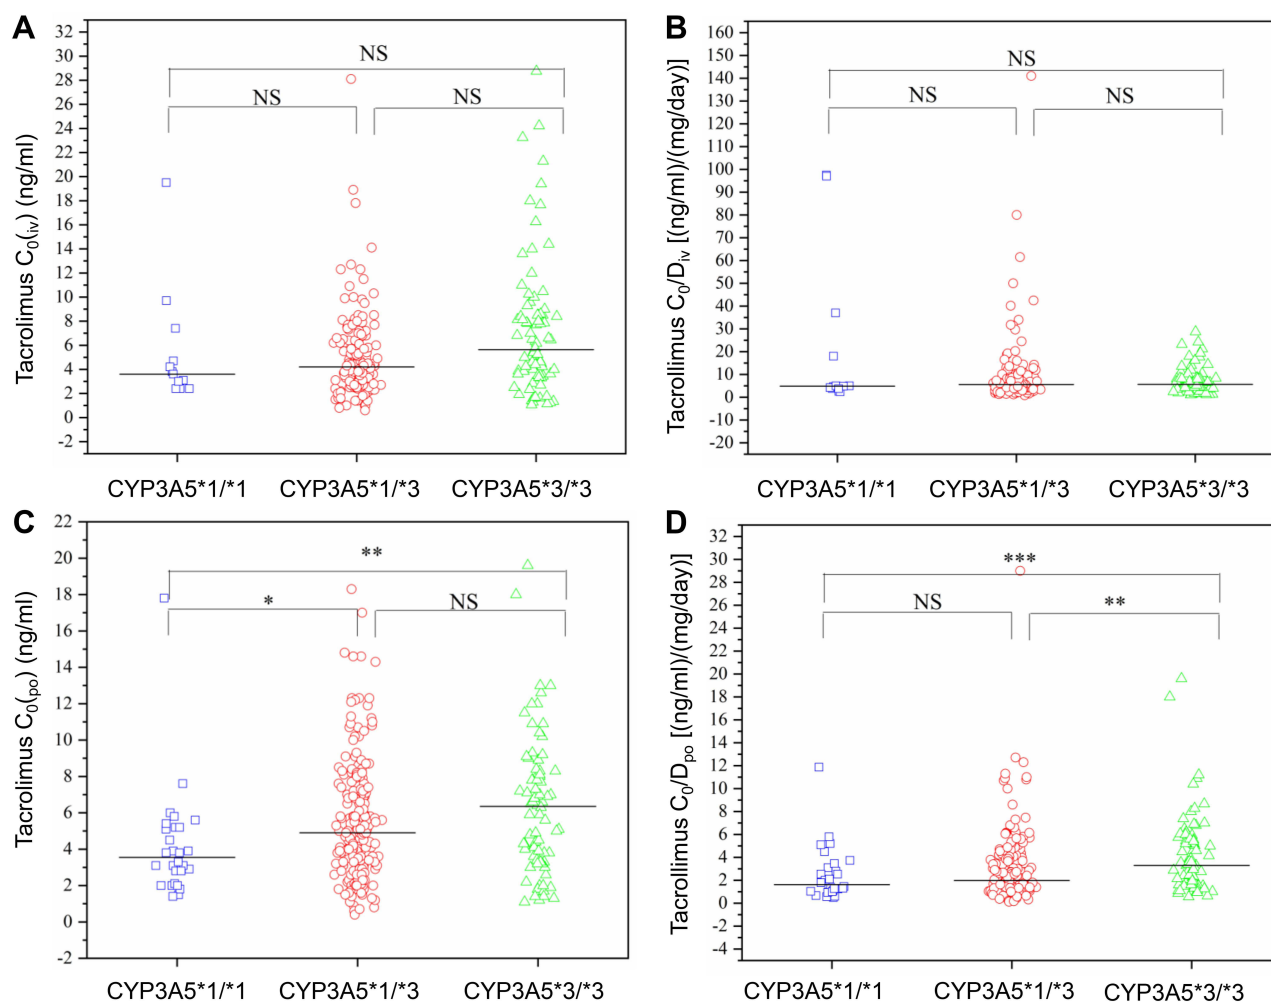 A
Tacrolimus C0(iv) (ng/ml)
32
30
28
26
24
22
20
18
16
14
12
10
8
6
4
2
0
-2
NS
NS
NS
CYP3A5*1/*1
CYP3A5*1/*3
CYP3A5*3/*3
B
Tacrollimus C0/Div [(ng/ml)/(mg/day)]
160
150
140
130
120
110
100
90
80
70
60
50
40
30
20
10
0
-10
-20
NS
NS
NS
CYP3A5*1/*1
CYP3A5*1/*3
CYP3A5*3/*3
C
Tacrolimus C0(po) (ng/ml)
22
20
18
16
14
12
10
8
6
4
2
0
-2
**
*
NS
CYP3A5*1/*1
CYP3A5*1/*3
CYP3A5*3/*3
D
Tacrollimus C0/Dpo [(ng/ml)/(mg/day)]
32
30
28
26
24
22
20
18
16
14
12
10
8
6
4
2
0
-2
-4
***
NS
**
CYP3A5*1/*1
CYP3A5*1/*3
CYP3A5*3/*3